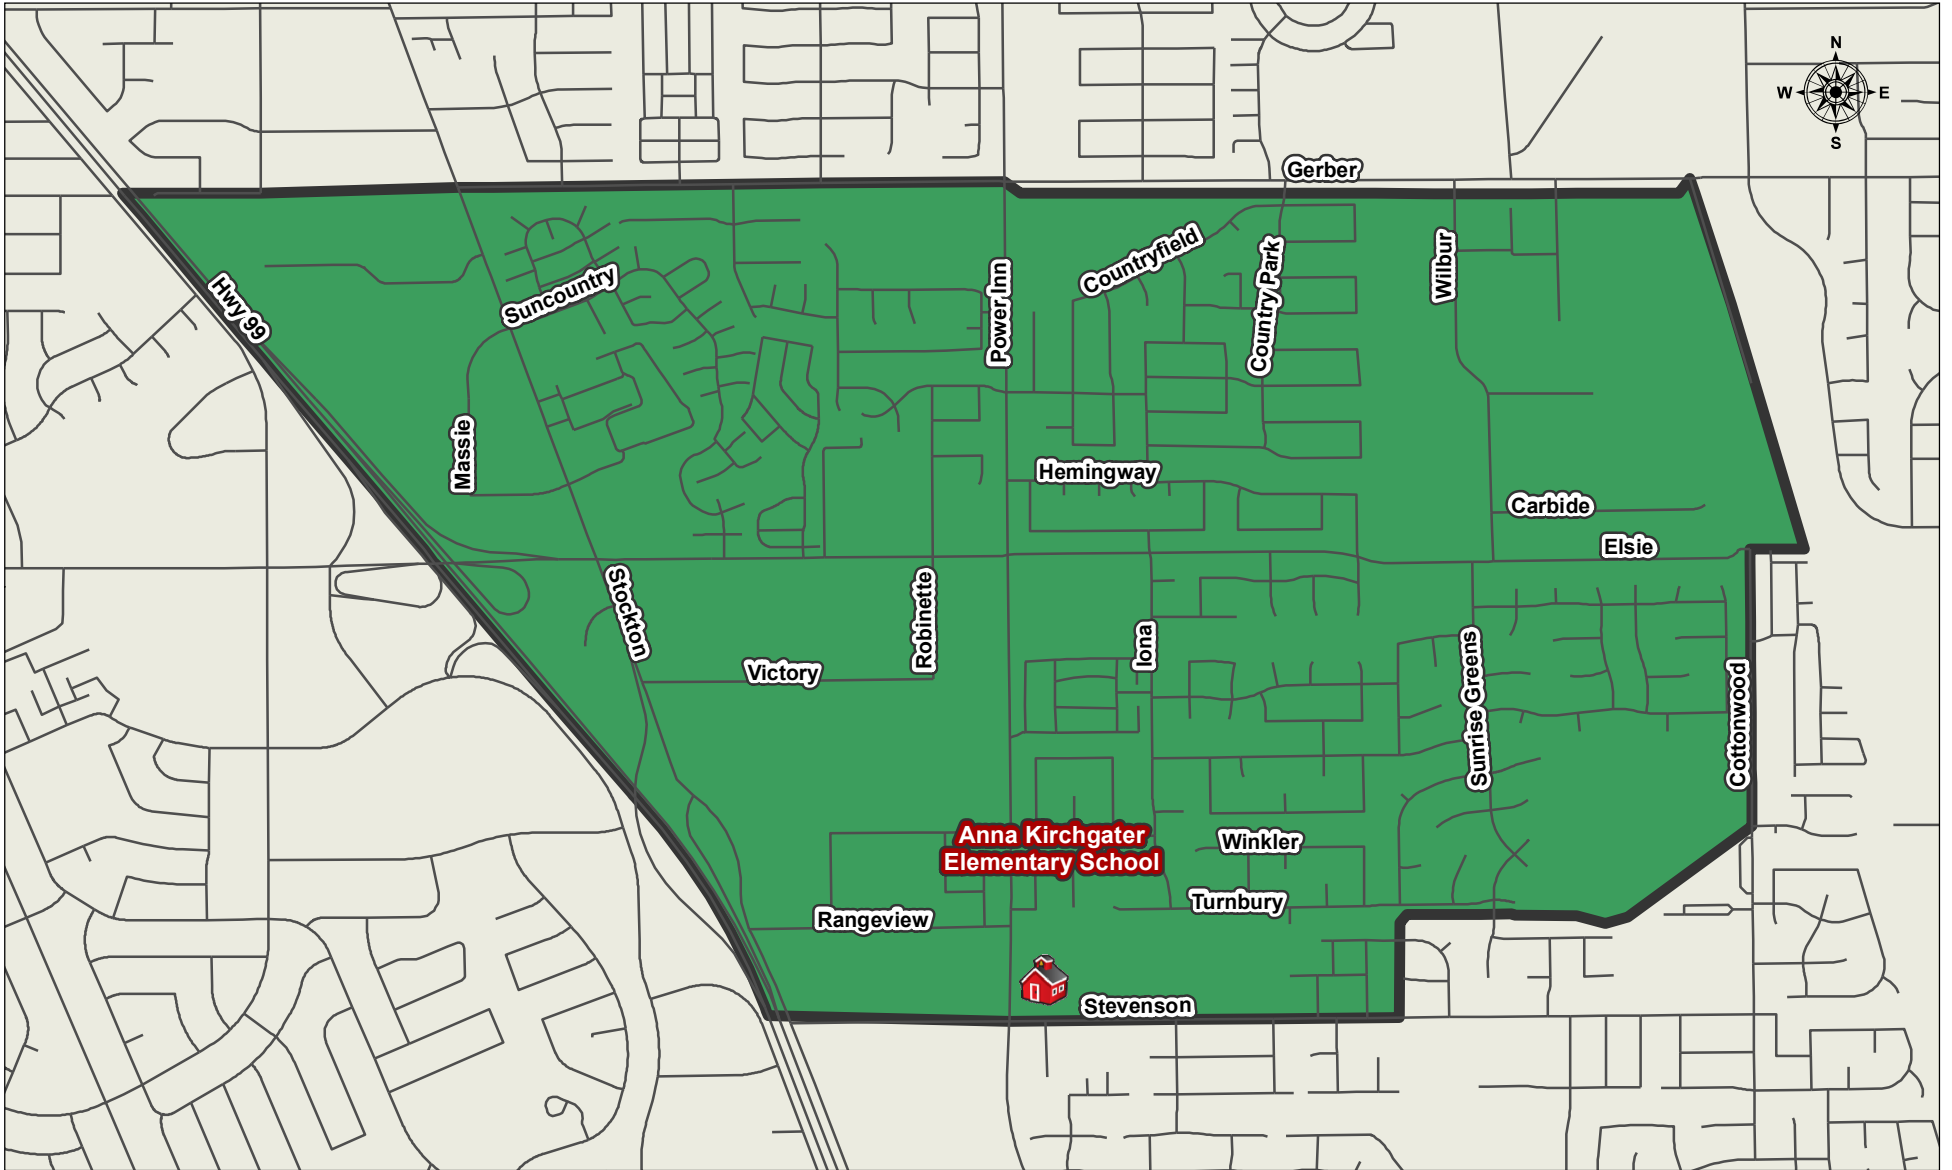 N
W E
S
Gerber
Countryfield
Country Park
Wilbur
Hwy 99
Suncountry
Power Inn
Massie
Hemingway
Carbide
Elsie
Stockton
Robinette
Iona
Victory
Sunrise Greens
Cottonwood
Anna Kirchgater
Elementary School
Winkler
Turnbury
Rangeview
Stevenson